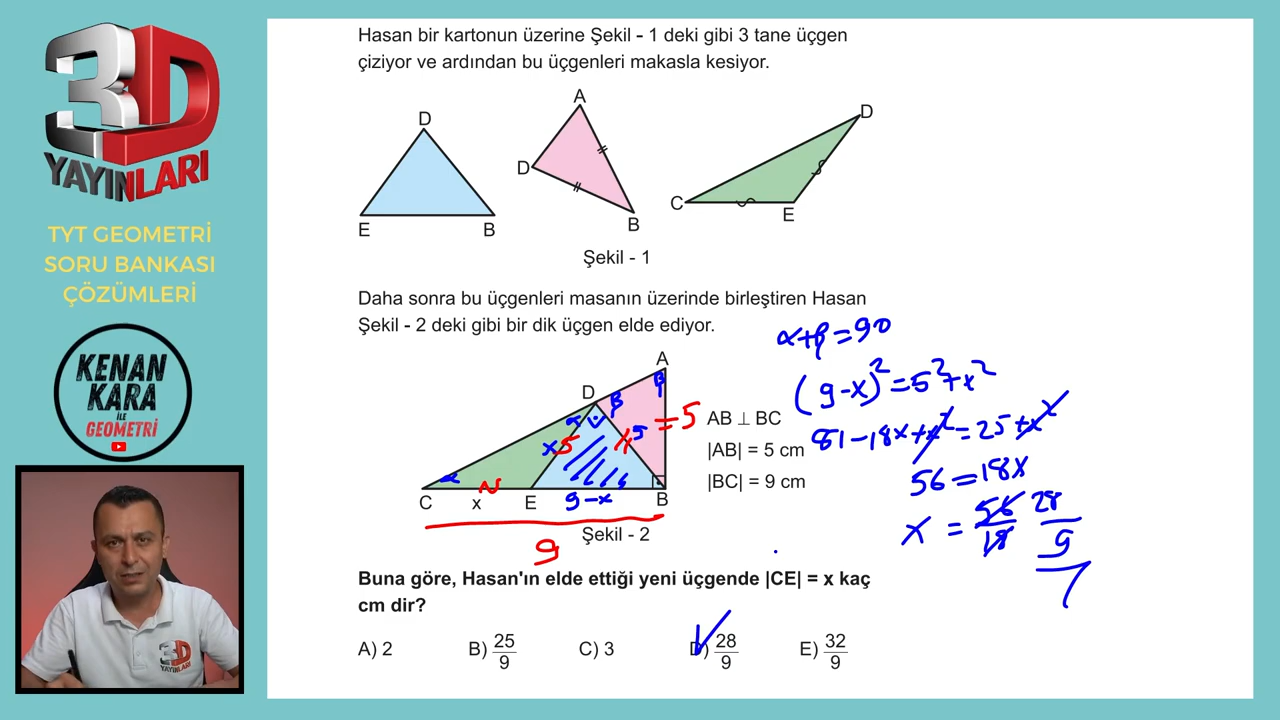 3D
YAYINLARI
TYT GEOMETRİ
SORU BANKASI
ÇÖZÜMLERİ
KENAN
KARA
İLE
GEOMETRİ
3D
YAYINLARI
Hasan bir kartonun üzerine Şekil - 1 deki gibi 3 tane üçgen
çiziyor ve ardından bu üçgenleri makasla kesiyor.
D
E
B
A
D
B
D
C
E
Şekil - 1
Daha sonra bu üçgenleri masanın üzerinde birleştiren Hasan
Şekil - 2 deki gibi bir dik üçgen elde ediyor.
A
β
D
α
β
x
5
x
5
= 5
α
C
x
E
9-x
B
9
Şekil - 2
AB ⊥ BC
|AB| = 5 cm
|BC| = 9 cm
α+β=90
(9-x)²=5²+x²
81-18x+x²=25+x²
56=18x
x = 56/18 28/9
Buna göre, Hasan'ın elde ettiği yeni üçgende |CE| = x kaç
cm dir?
A) 2 B) 25/9 C) 3 D) 28/9 E) 32/9